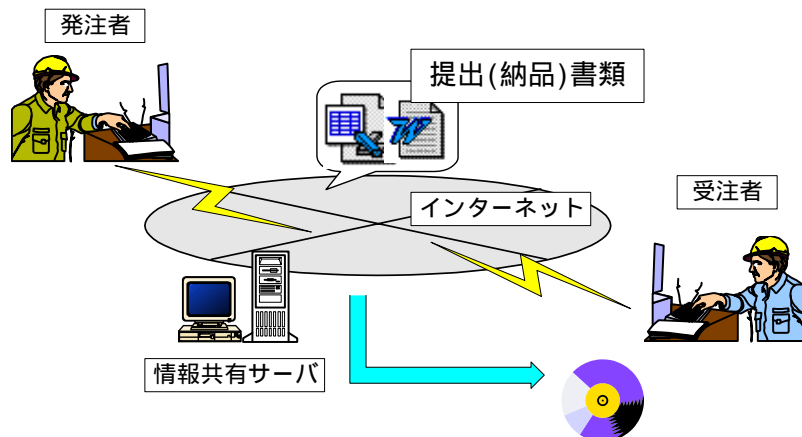 発注者
提出(納品)書類
W
インターネット
受注者
情報共有サーバ